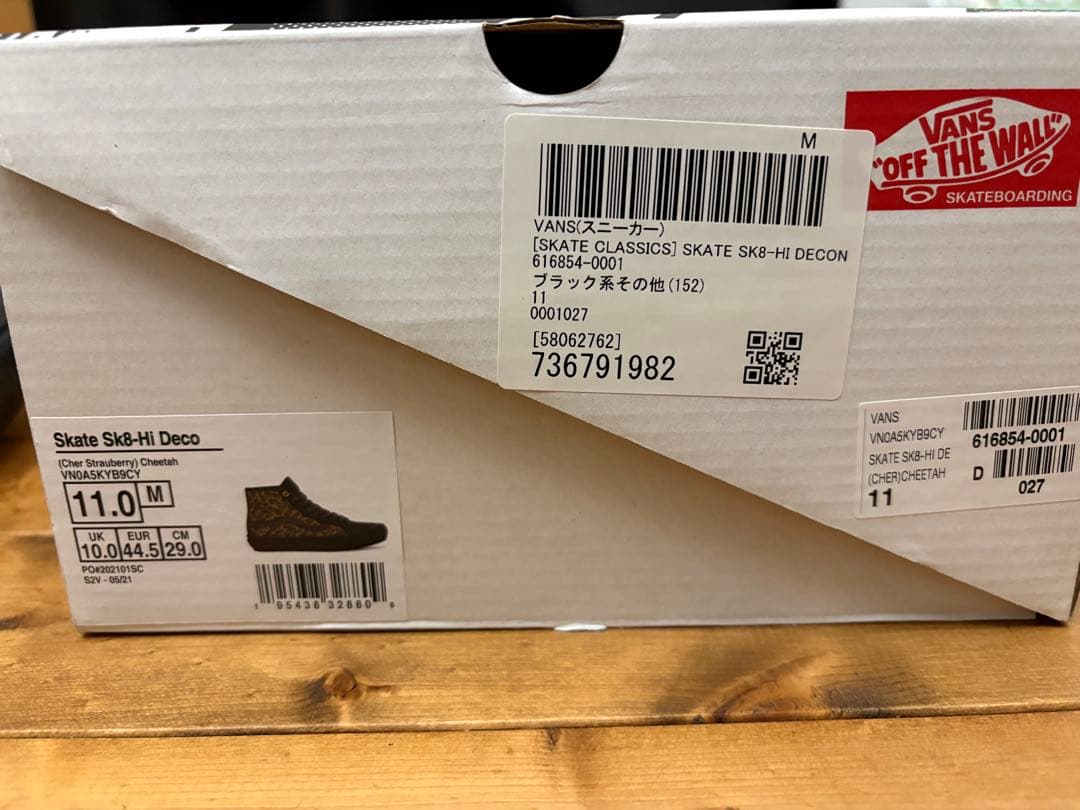 VANS
"OFF THE WALL"
SKATEBOARDING
M
VANS(スニーカー)
[SKATE CLASSICS] SKATE SK8-HI DECON
616854-0001
ブラック系その他(152)
11
0001027
[58062762]
736791982
VANS
VN0A5KYB9CY
SKATE SK8-HI DE
(CHER)CHEETAH
11
616854-0001
D
027
Skate Sk8-Hi Deco
(Cher Strauberry) Cheetah
VN0A5KYB9CY
11.0 M
UK EUR CM
10.0 44.5 29.0
PO#202101SC
S2V - 05/21
1 95438 32880